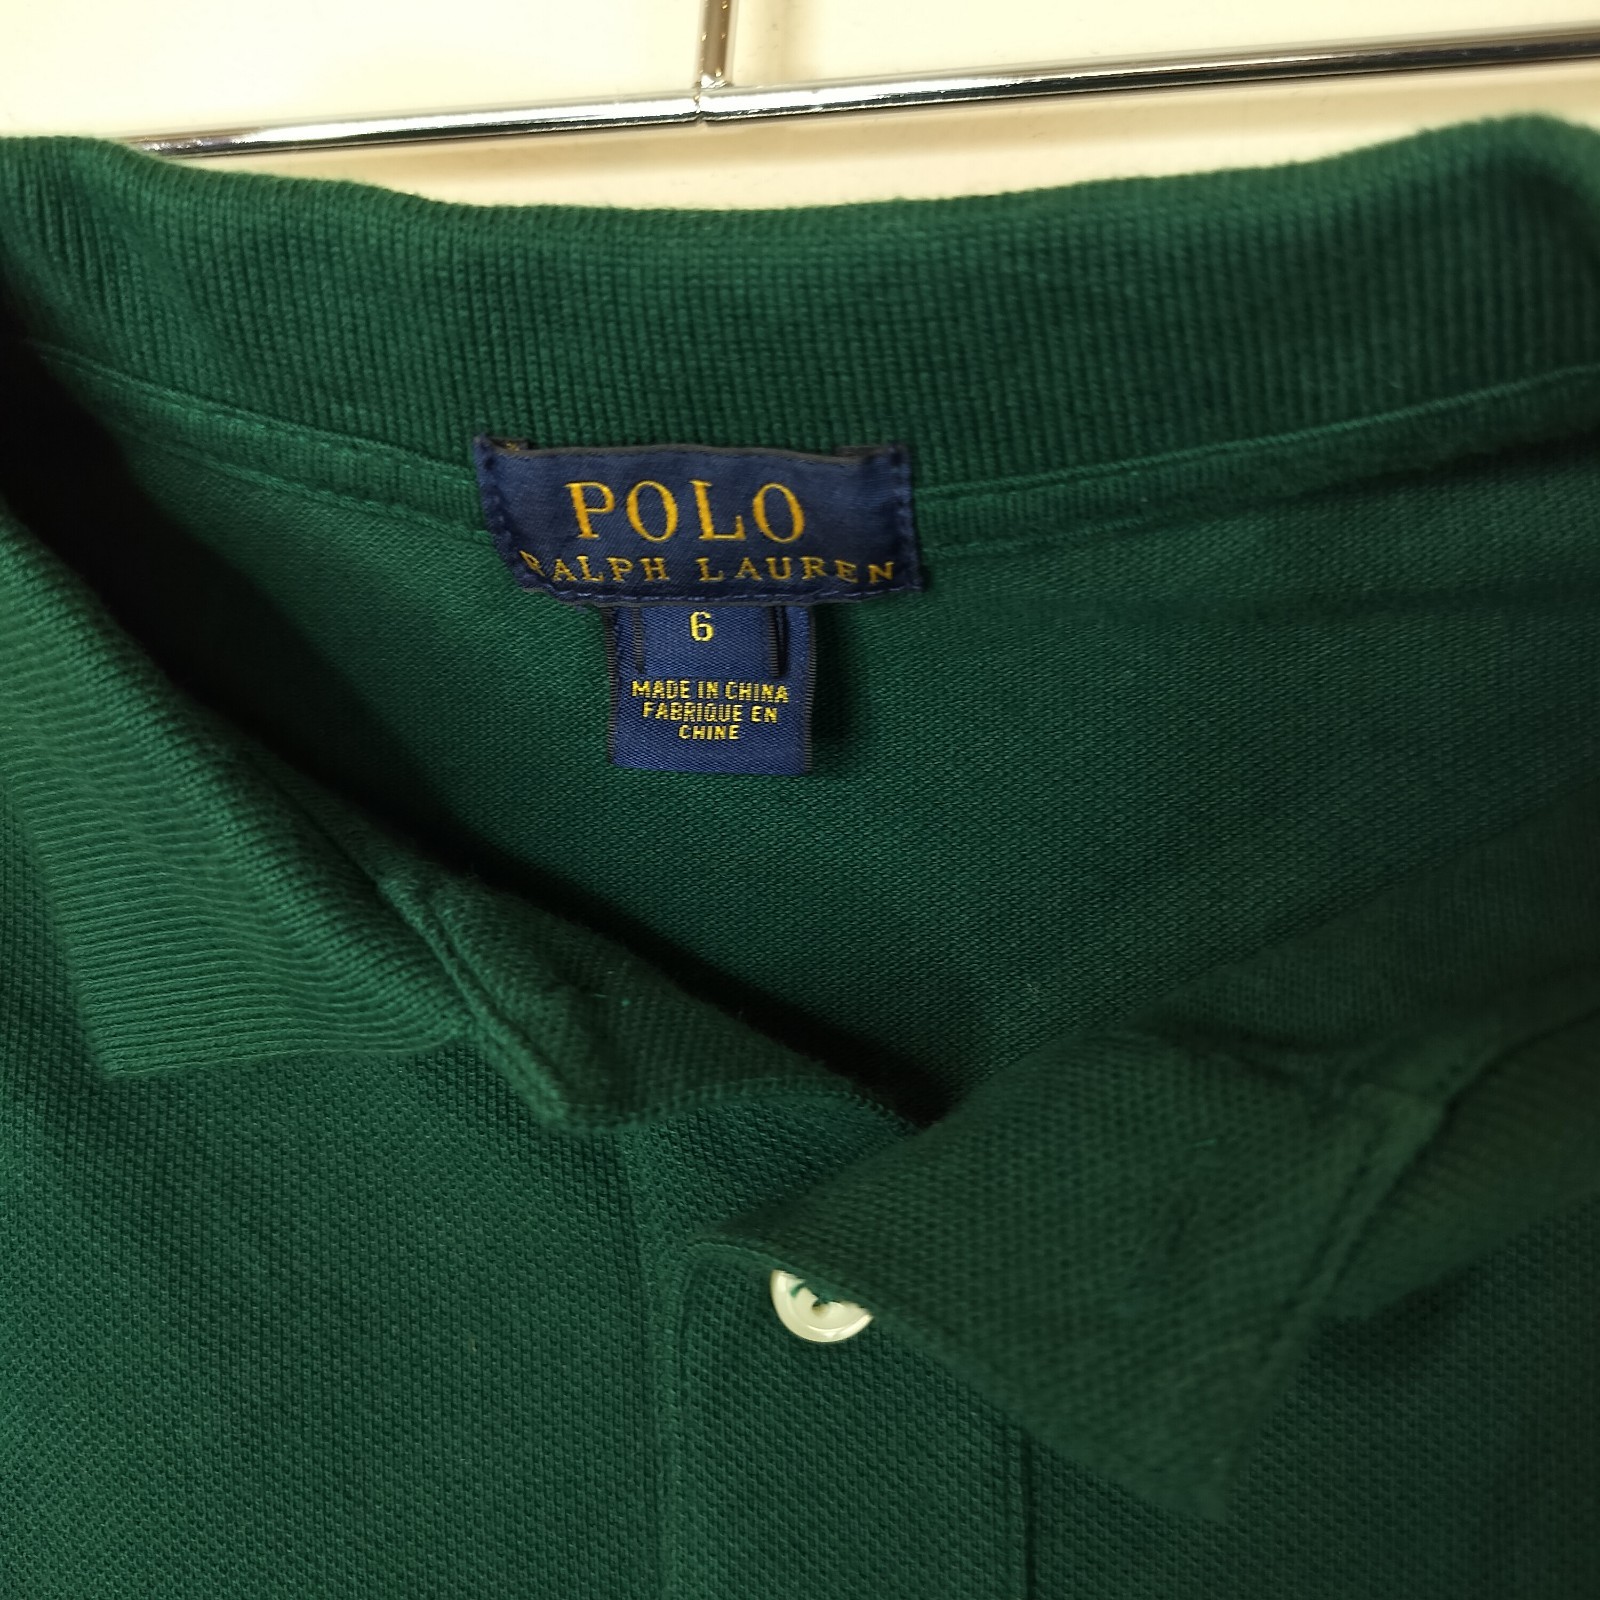 POLO
RALPH LAUREN
6
MADE IN CHINA
FABRIQUE EN
CHINE